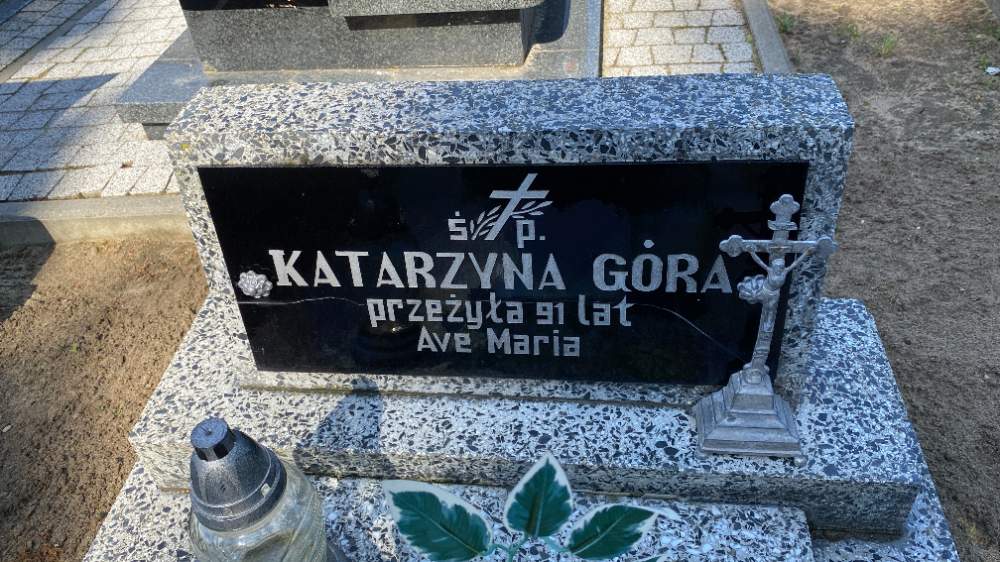 ś p.
KATARZYNA GÓRA
przeżyła 91 lat
Ave Maria